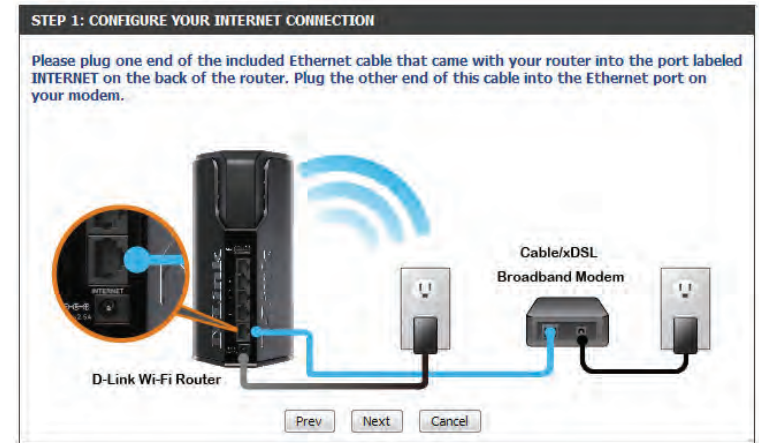 STEP 1: CONFIGURE YOUR INTERNET CONNECTION
Please plug one end of the included Ethernet cable that came with your router into the port labeled
INTERNET on the back of the router. Plug the other end of this cable into the Ethernet port on
your modem.
Cable/xDSL
Broadband Modem
INTERNET
D-Link Wi-Fi Router
Prev
Next
Cancel